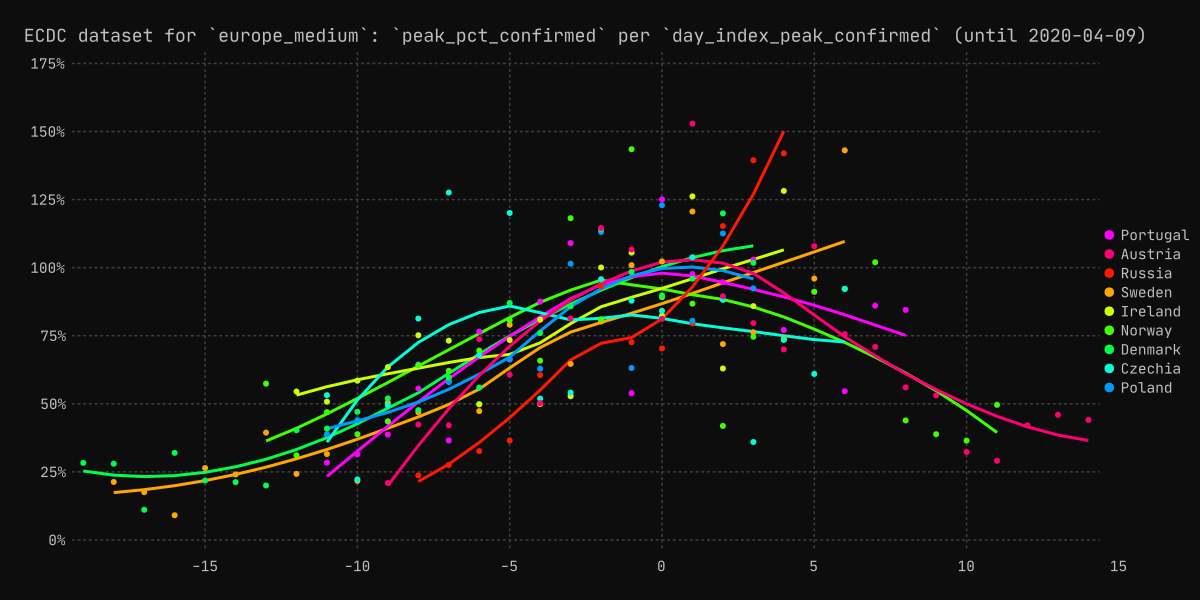 ECDC dataset for `europe_medium`: `peak_pct_confirmed` per `day_index_peak_confirmed` (until 2020-04-09)
175%
150%
125%
100%
75%
50%
25%
0%
-15 -10 -5 0 5 10 15
Portugal
Austria
Russia
Sweden
Ireland
Norway
Denmark
Czechia
Poland